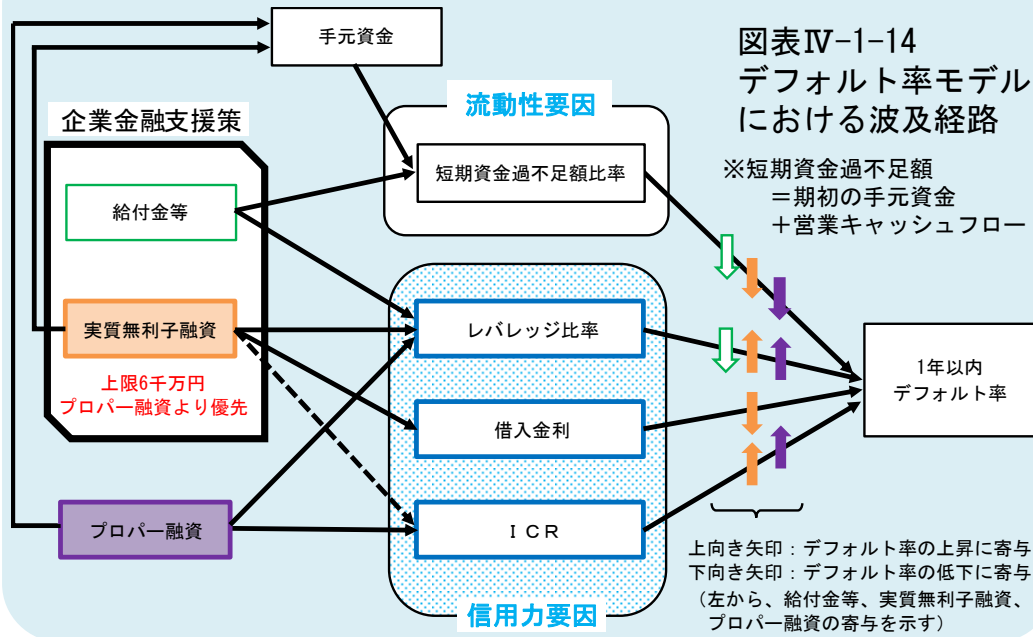 図表Ⅳ-1-14
デフォルト率モデル
における波及経路
※短期資金過不足額
=期初の手元資金
+営業キャッシュフロー
手元資金
企業金融支援策
給付金等
実質無利子融資
上限6千万円
プロパー融資より優先
プロパー融資
流動性要因
短期資金過不足額比率
レバレッジ比率
借入金利
ICR
信用力要因
1年以内
デフォルト率
上向き矢印:デフォルト率の上昇に寄与
下向き矢印:デフォルト率の低下に寄与
(左から、給付金等、実質無利子融資、
プロパー融資の寄与を示す)